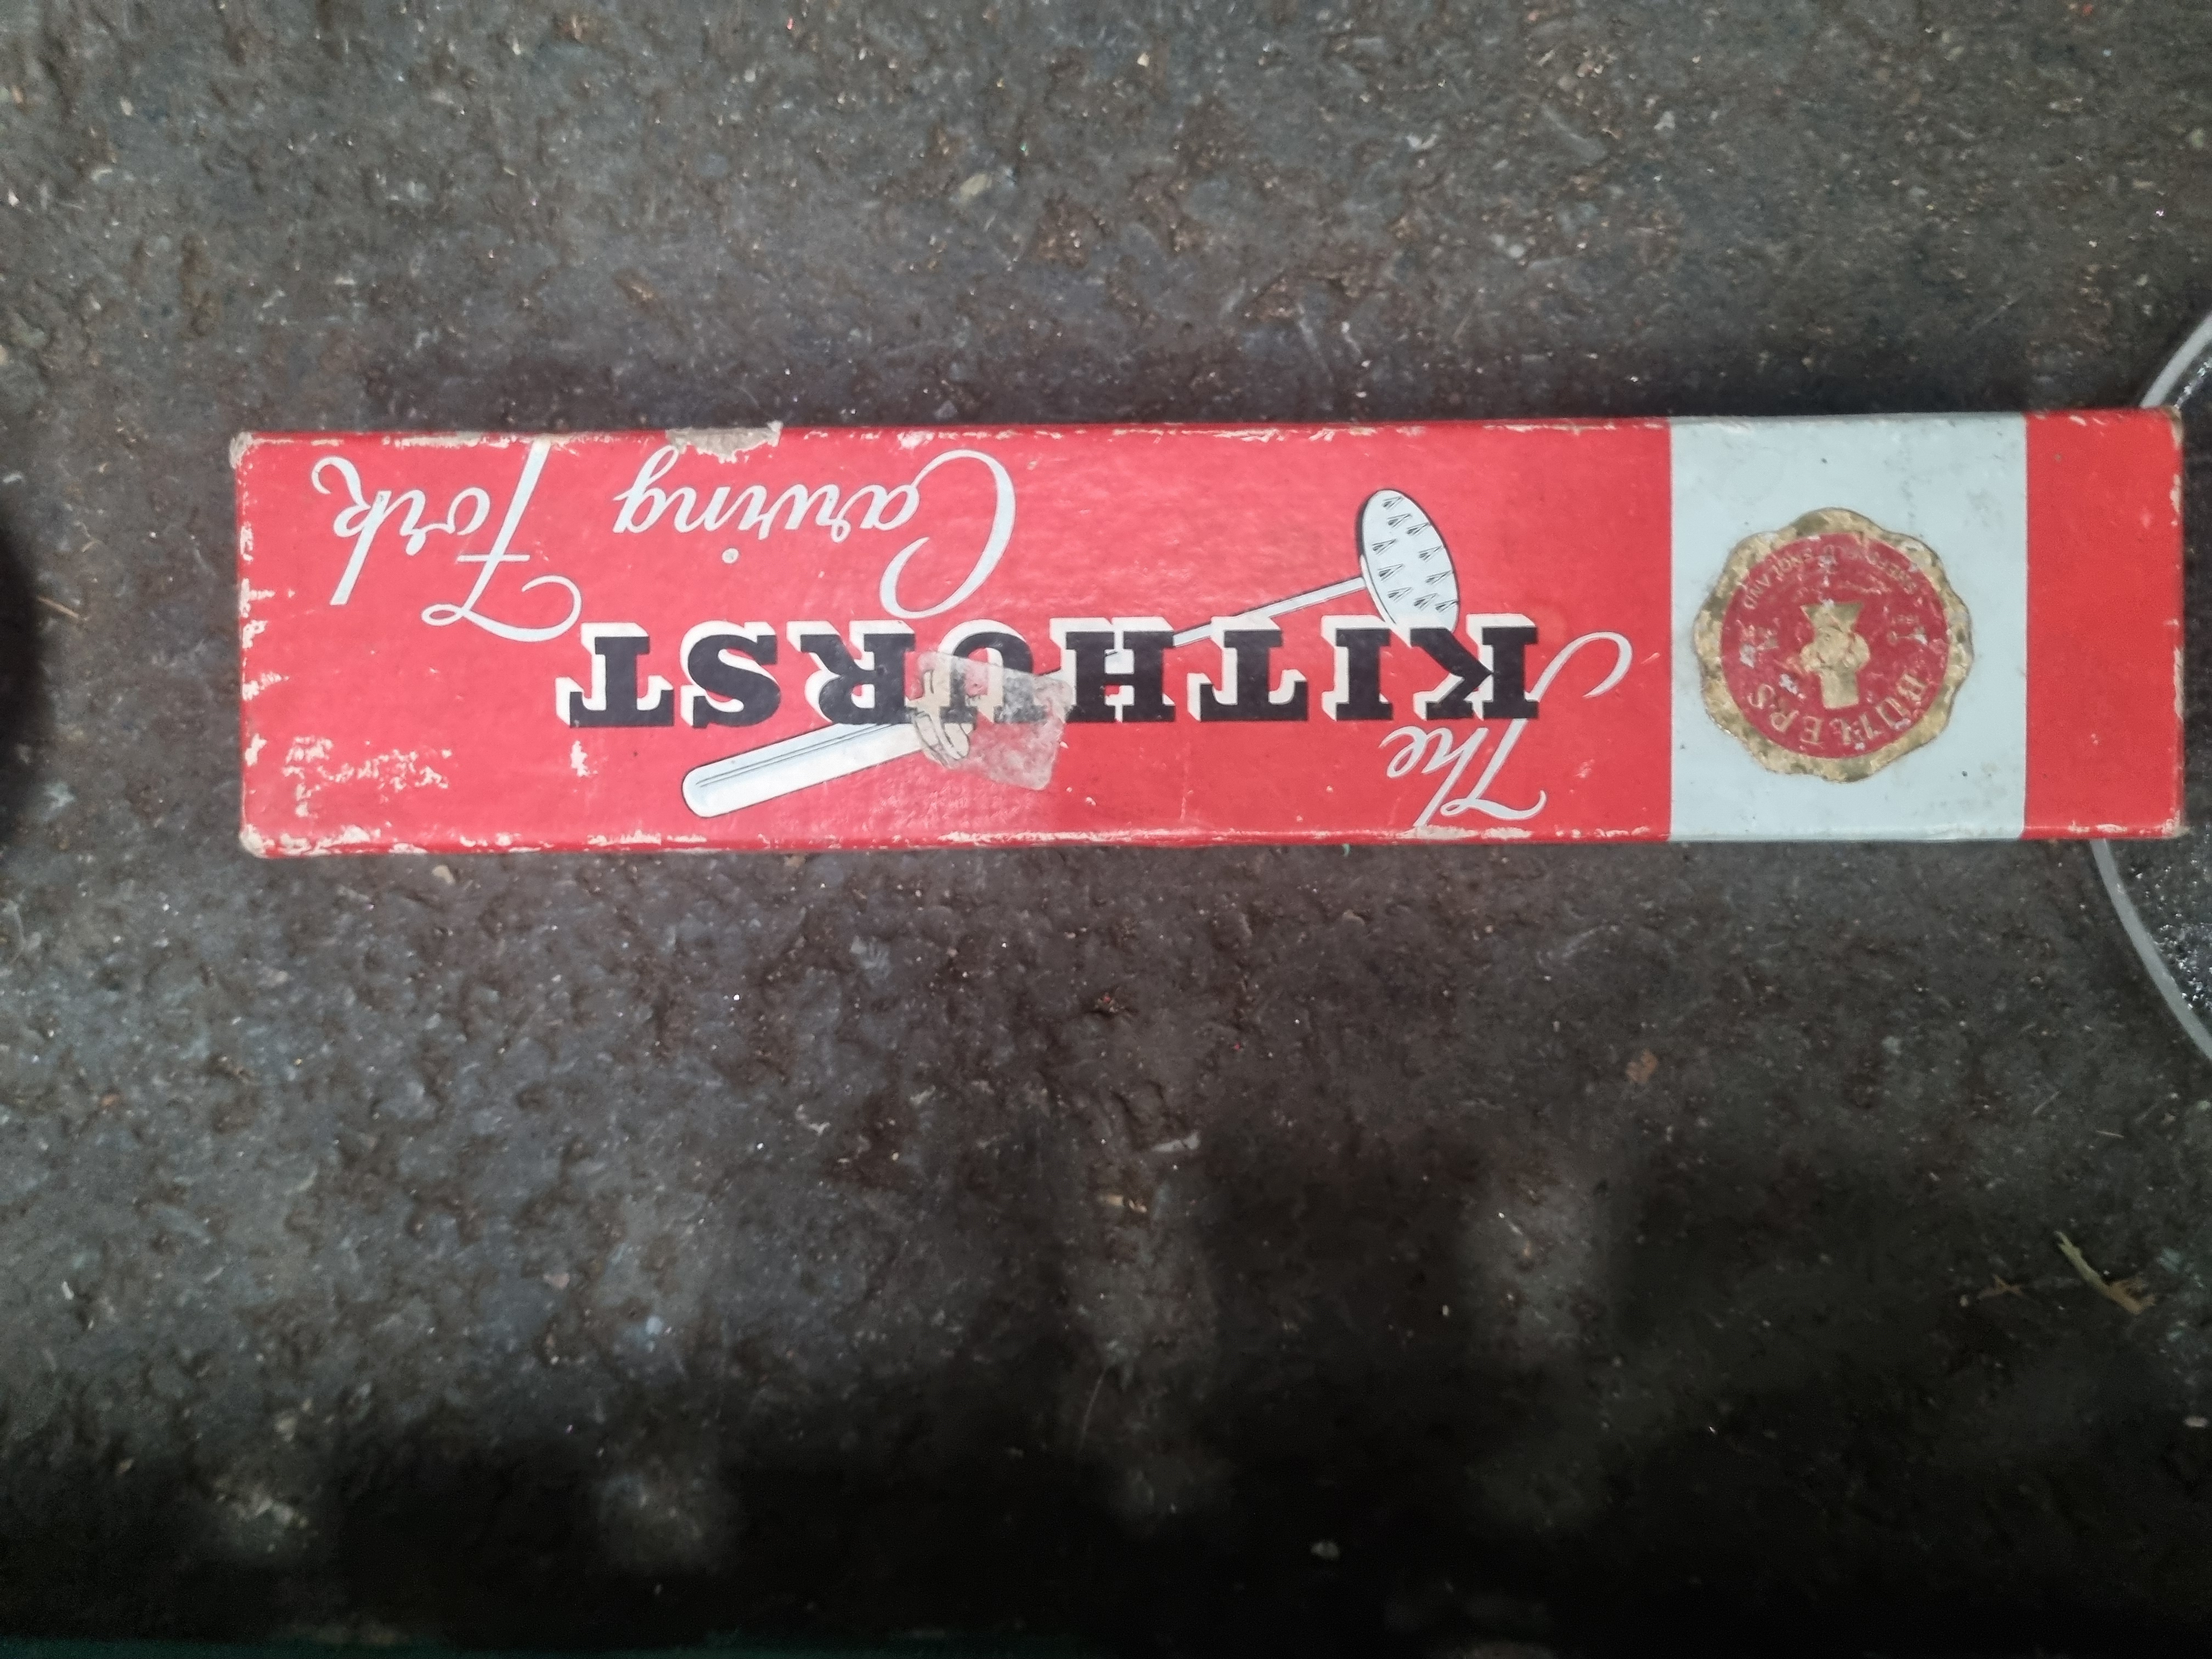 BUTLERS
SHEFFIELD ENGLAND
The
KITHURST
Carving Fork